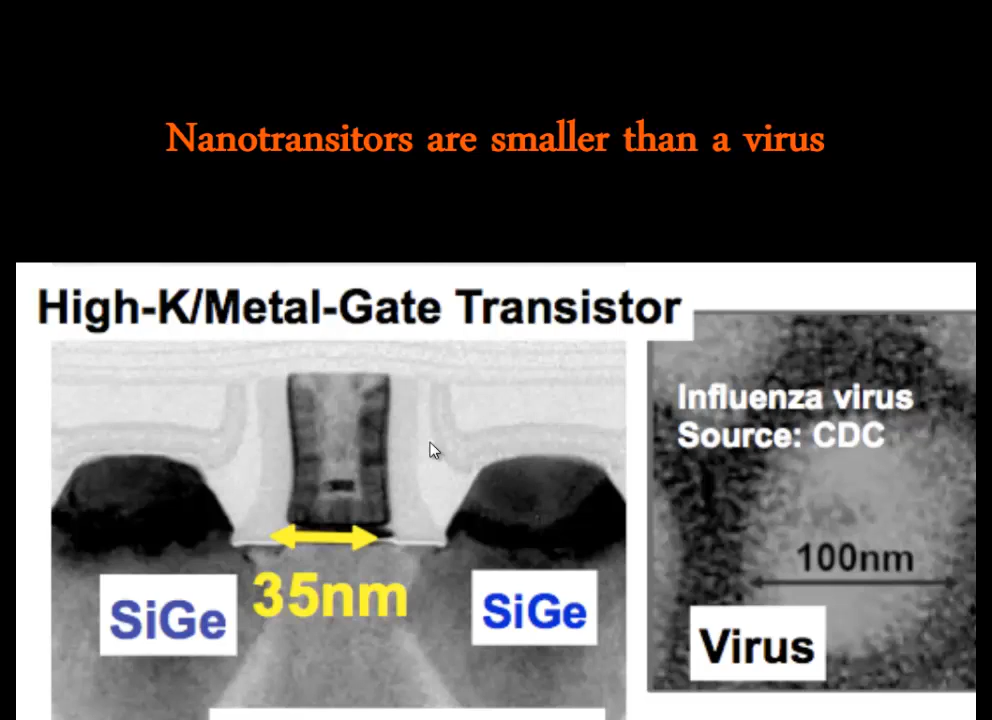 Nanotransitors are smaller than a virus
High-K/Metal-Gate Transistor
Influenza virus
Source: CDC
100nm
35nm
SiGe
SiGe
Virus